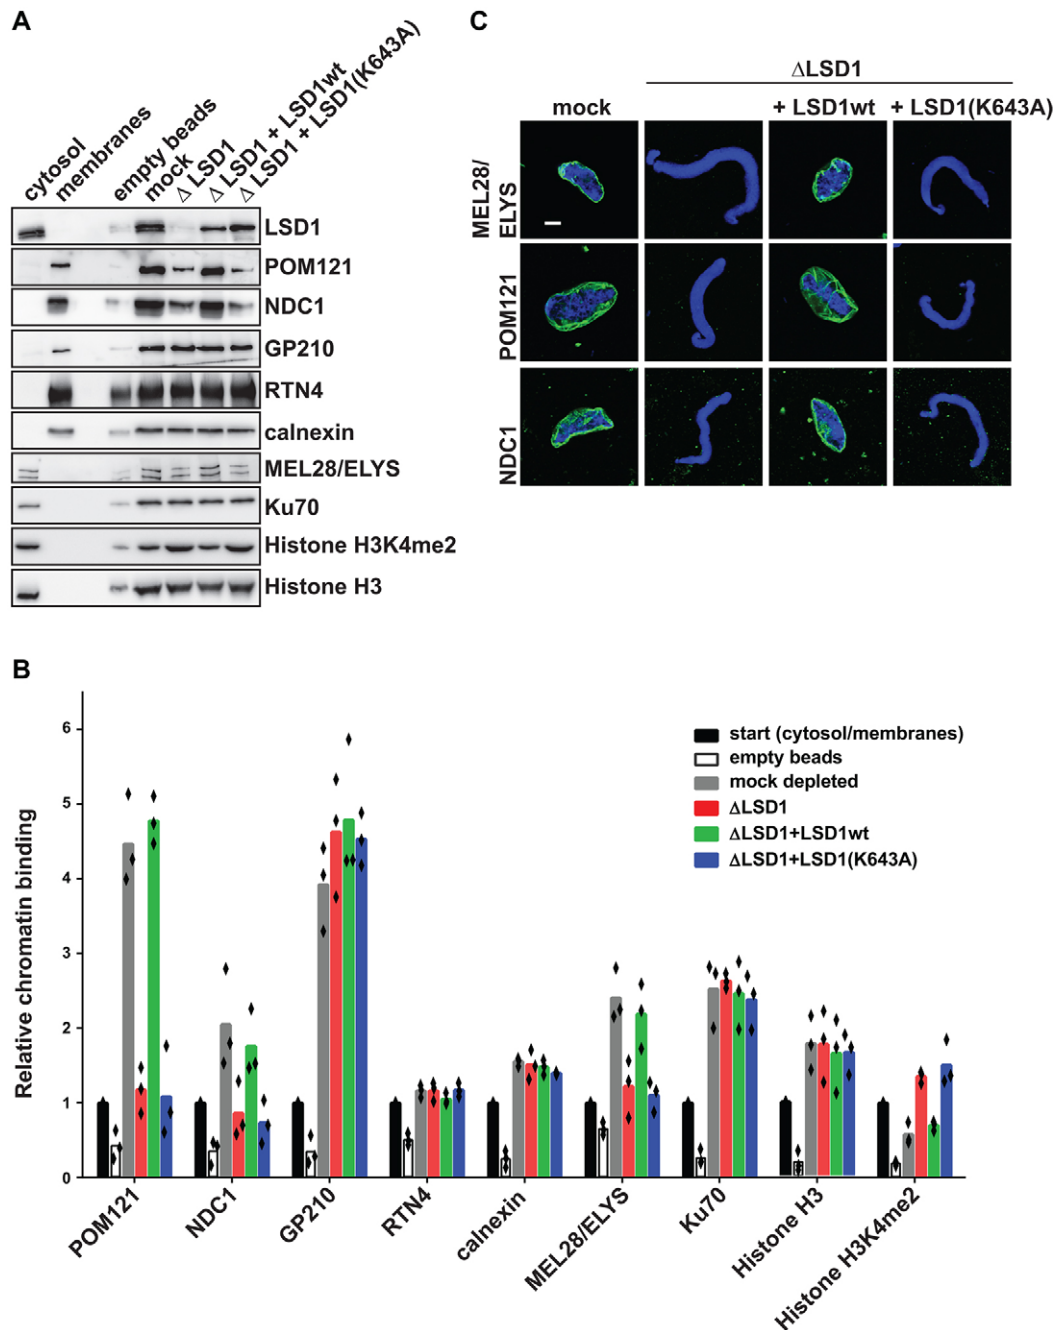 A
cytosol
membranes
empty beads
mock
Δ LSD1
Δ LSD1 + LSD1wt
Δ LSD1 + LSD1(K643A)
LSD1
POM121
NDC1
GP210
RTN4
calnexin
MEL28/ELYS
Ku70
Histone H3K4me2
Histone H3
C
ΔLSD1
mock
+ LSD1wt
+ LSD1(K643A)
MEL28/
ELYS
POM121
NDC1
B
Relative chromatin binding
6
5
4
3
2
1
0
start (cytosol/membranes)
empty beads
mock depleted
ΔLSD1
ΔLSD1+LSD1wt
ΔLSD1+LSD1(K643A)
POM121
NDC1
GP210
RTN4
calnexin
MEL28/ELYS
Ku70
Histone H3
Histone H3K4me2